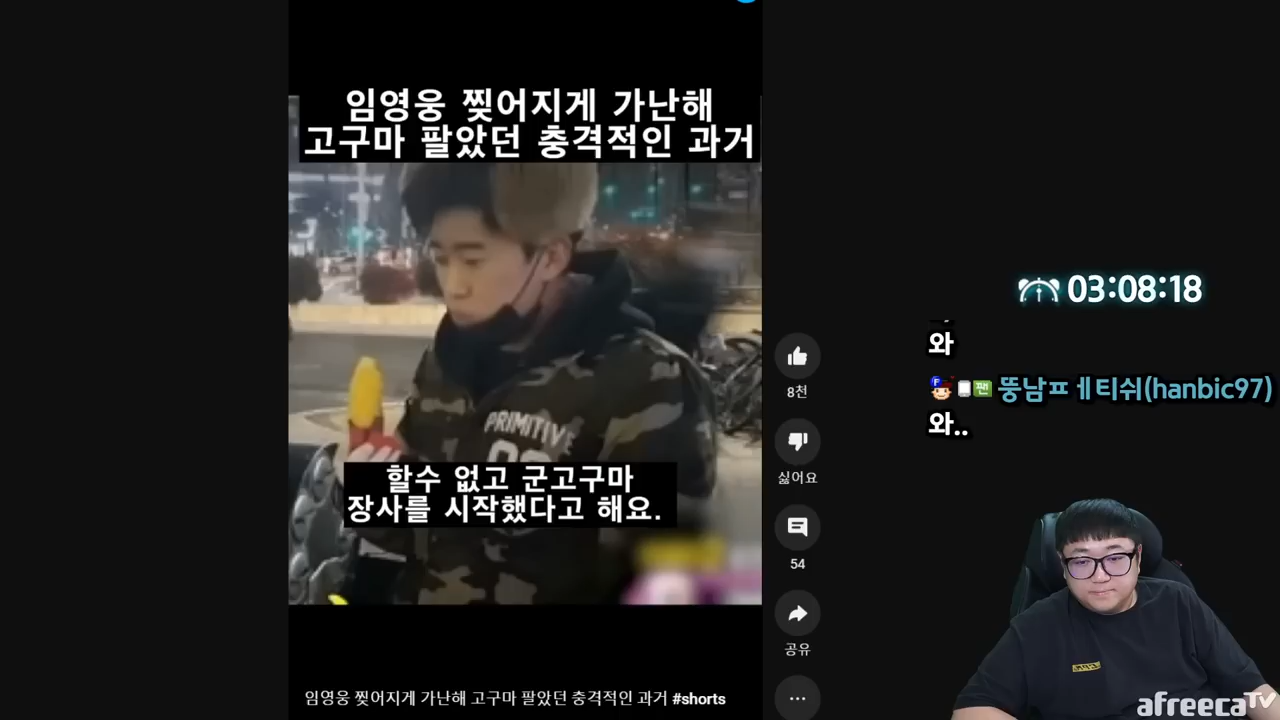 임영웅 찢어지게 가난해
고구마 팔았던 충격적인 과거
PRIMITIVE
할수 없고 군고구마
장사를 시작했다고 해요.
임영웅 찢어지게 가난해 고구마 팔았던 충격적인 과거 #shorts
8천
싫어요
54
공유
03:08:18
와
F 팬 뚱남ㅍㅔ티쉬(hanbic97)
와..
afreecaTV